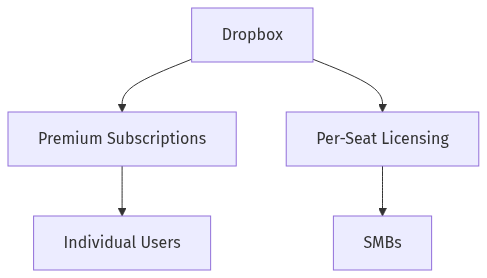 Dropbox
Premium Subscriptions
Per-Seat Licensing
Individual Users
SMBs